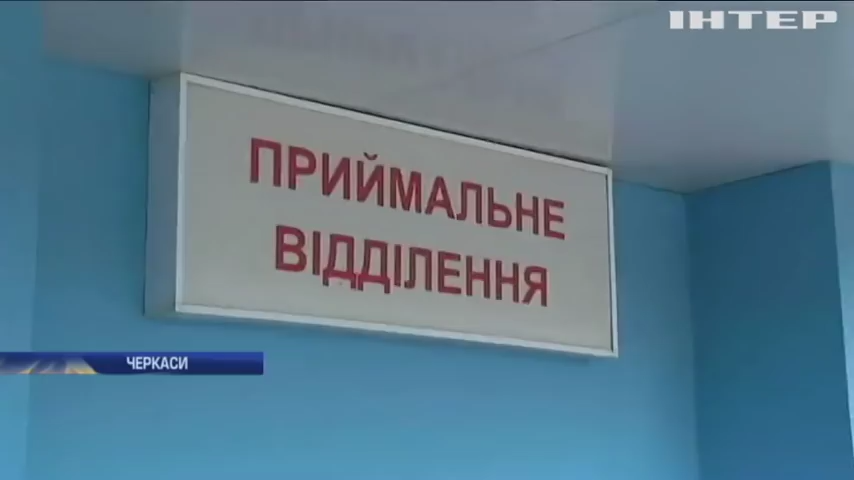 ІНТЕР
ПРИЙМАЛЬНЕ
ВІДДІЛЕННЯ
ЧЕРКАСИ